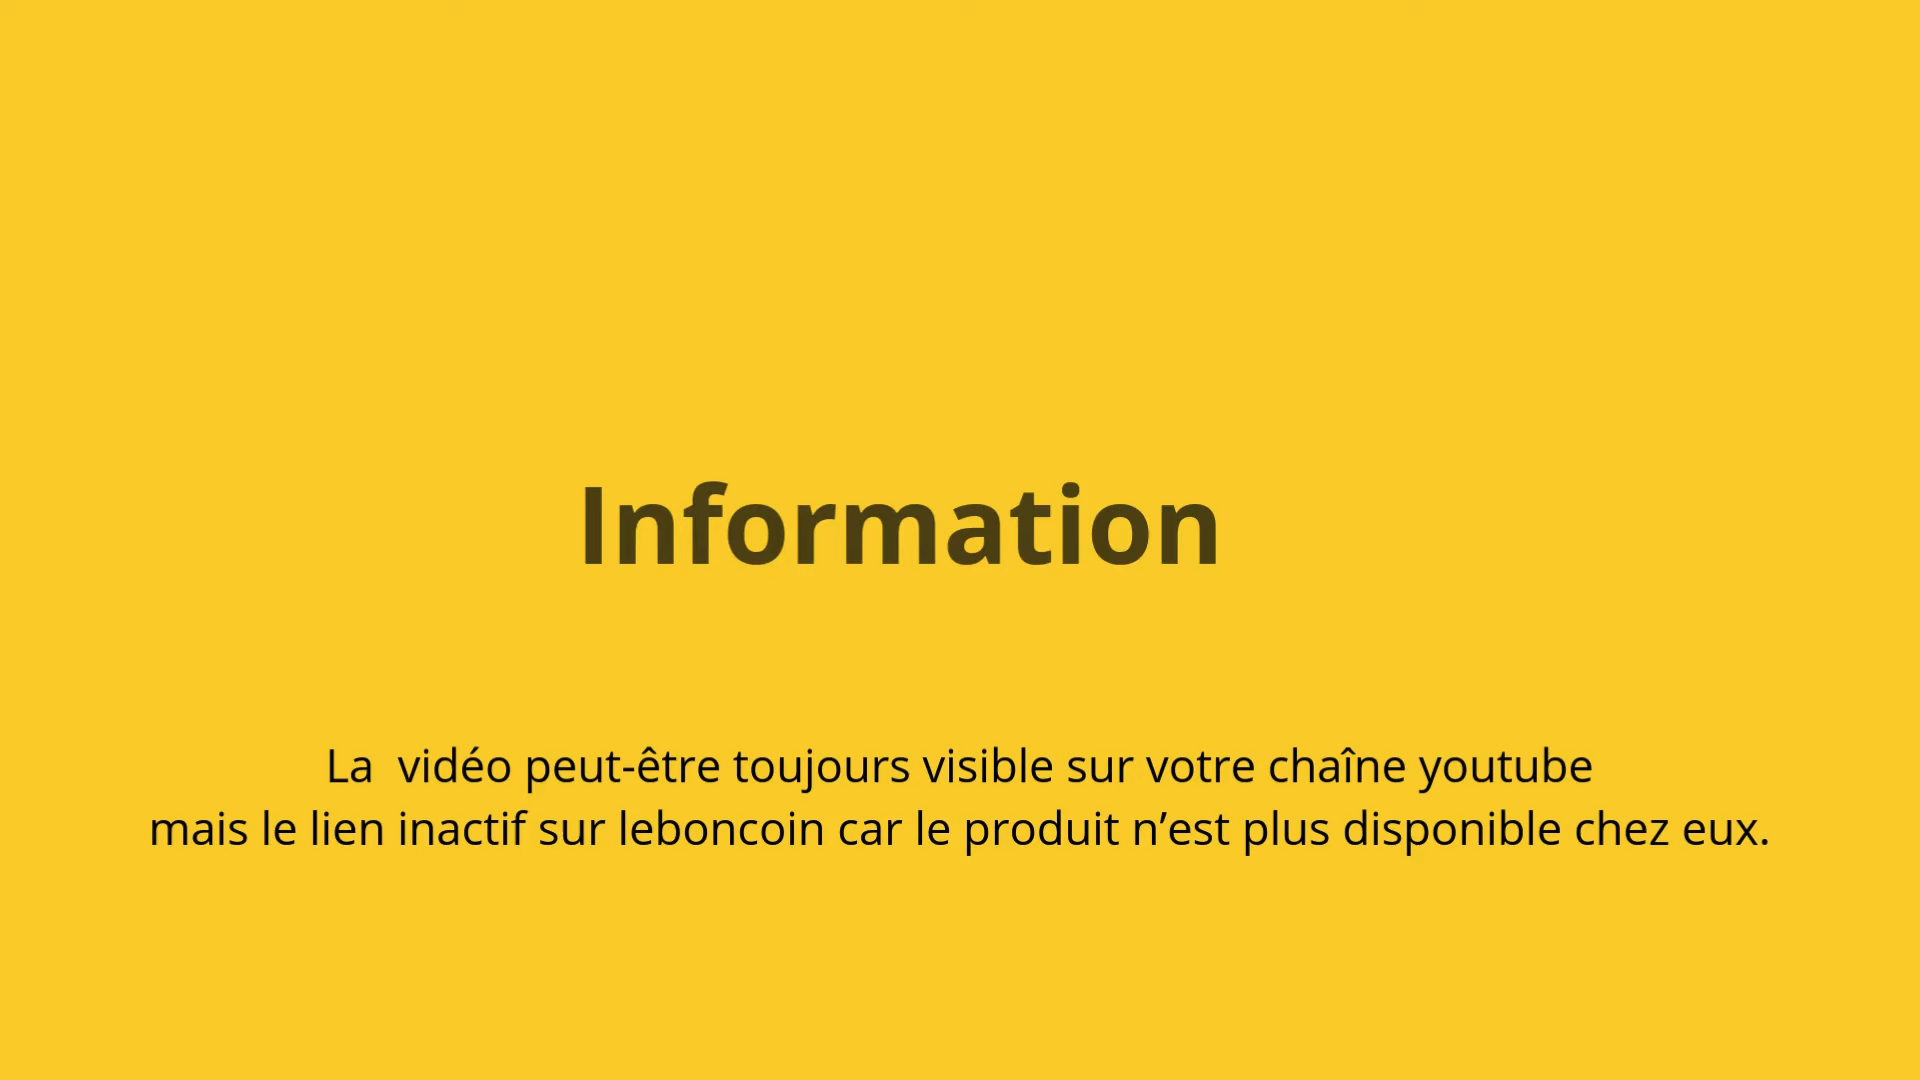 Information
La  vidéo peut-être toujours visible sur votre chaîne youtube
mais le lien inactif sur leboncoin car le produit n’est plus disponible chez eux.